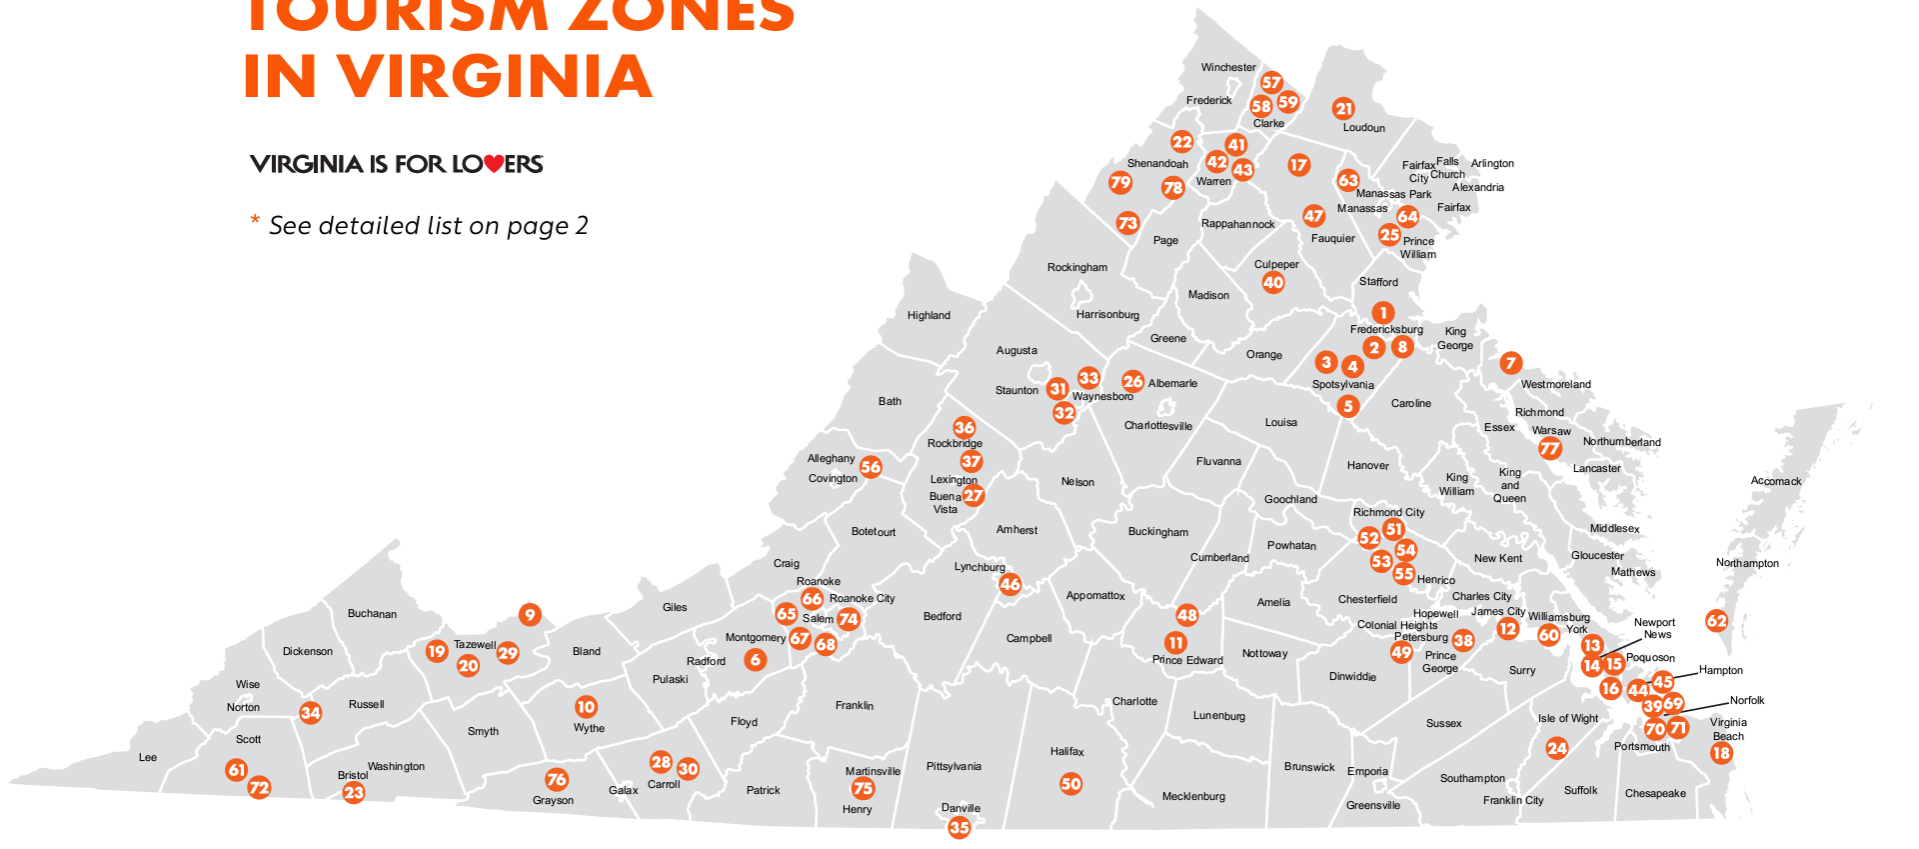 TOURISM ZONES
IN VIRGINIA
VIRGINIA IS FOR LO♥ERS
* See detailed list on page 2
Winchester
57
Frederick
58
59
Clarke
21
Loudoun
22
41
Shenandoah
42
43
Warren
17
79
78
63
Fairfax City
Falls Church
Arlington
Alexandria
Manassas Park
Manassas
64
Fairfax
73
Page
Rappahannock
47
Fauquier
25
Prince William
Rockingham
Culpeper
40
Stafford
Madison
Highland
Harrisonburg
1
Fredericksburg
King George
Greene
2
8
Augusta
Orange
3
4
7
33
26
Albemarle
Spotsylvania
Westmoreland
Staunton
31
Waynesboro
32
5
Caroline
Bath
Richmond
Charlottesville
Louisa
Essex
Warsaw
36
Rockbridge
77
Northumberland
Alleghany
56
37
Fluvanna
Hanover
Lancaster
Covington
Lexington
Nelson
King William
King and Queen
Accomack
Buena Vista
27
Goochland
Richmond City
Botetourt
Amherst
Buckingham
52
51
Middlesex
Cumberland
Powhatan
54
53
New Kent
Gloucester
Craig
Lynchburg
55
Henrico
Mathews
Northampton
Roanoke
46
66
Roanoke City
Appomattox
Amelia
Chesterfield
Charles City
Giles
65
Salem
74
Bedford
48
Hopewell
James City
Williamsburg
Newport News
Buchanan
9
Colonial Heights
12
60
York
62
Montgomery
67
68
Campbell
11
Petersburg
38
13
Tazewell
19
20
29
Bland
Radford
6
Prince Edward
Nottoway
49
Prince George
14
15
Poquoson
Dickenson
Surry
Hampton
Pulaski
Dinwiddie
16
44
45
Wise
Norton
34
Russell
10
Wythe
Franklin
Charlotte
39
69
Norfolk
Floyd
Lunenburg
Sussex
Isle of Wight
70
71
Virginia Beach
Smyth
Scott
Halifax
24
Portsmouth
18
Lee
61
72
Washington
Bristol
23
28
30
Carroll
Martinsville
75
Henry
Pittsylvania
50
Brunswick
Emporia
Southampton
76
Grayson
Galax
Patrick
Mecklenburg
Greensville
Franklin City
Suffolk
Chesapeake
Danville
35